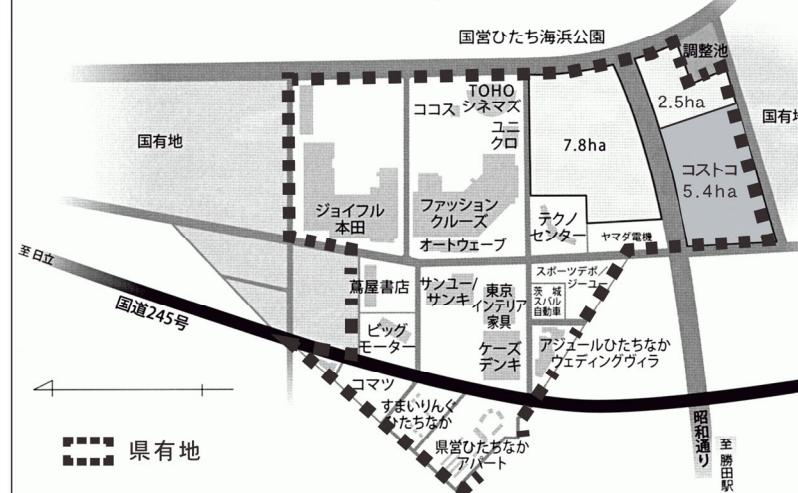 国営ひたち海浜公園
調整池
TOHO
シネマズ
ココス
ユニ
クロ
2.5ha
国有地
国有地
7.8ha
コストコ
5.4ha
ジョイフル
本田
ファッション
クルーズ
テクノ
センター
ヤマダ電機
オートウェーブ
至日立
蔦屋書店
サンユー/
サンキ
東京
インテリア
家具
スポーツデポ/
ジーユー
茨城
スバル
自動車
国道245号
ビッグ
モーター
ケーズ
デンキ
アジュールひたちなか
ウェディングヴィラ
コマツ
すまいりんぐ
ひたちなか
県営ひたちなか
アパート
昭和通り
至 勝田駅
県有地